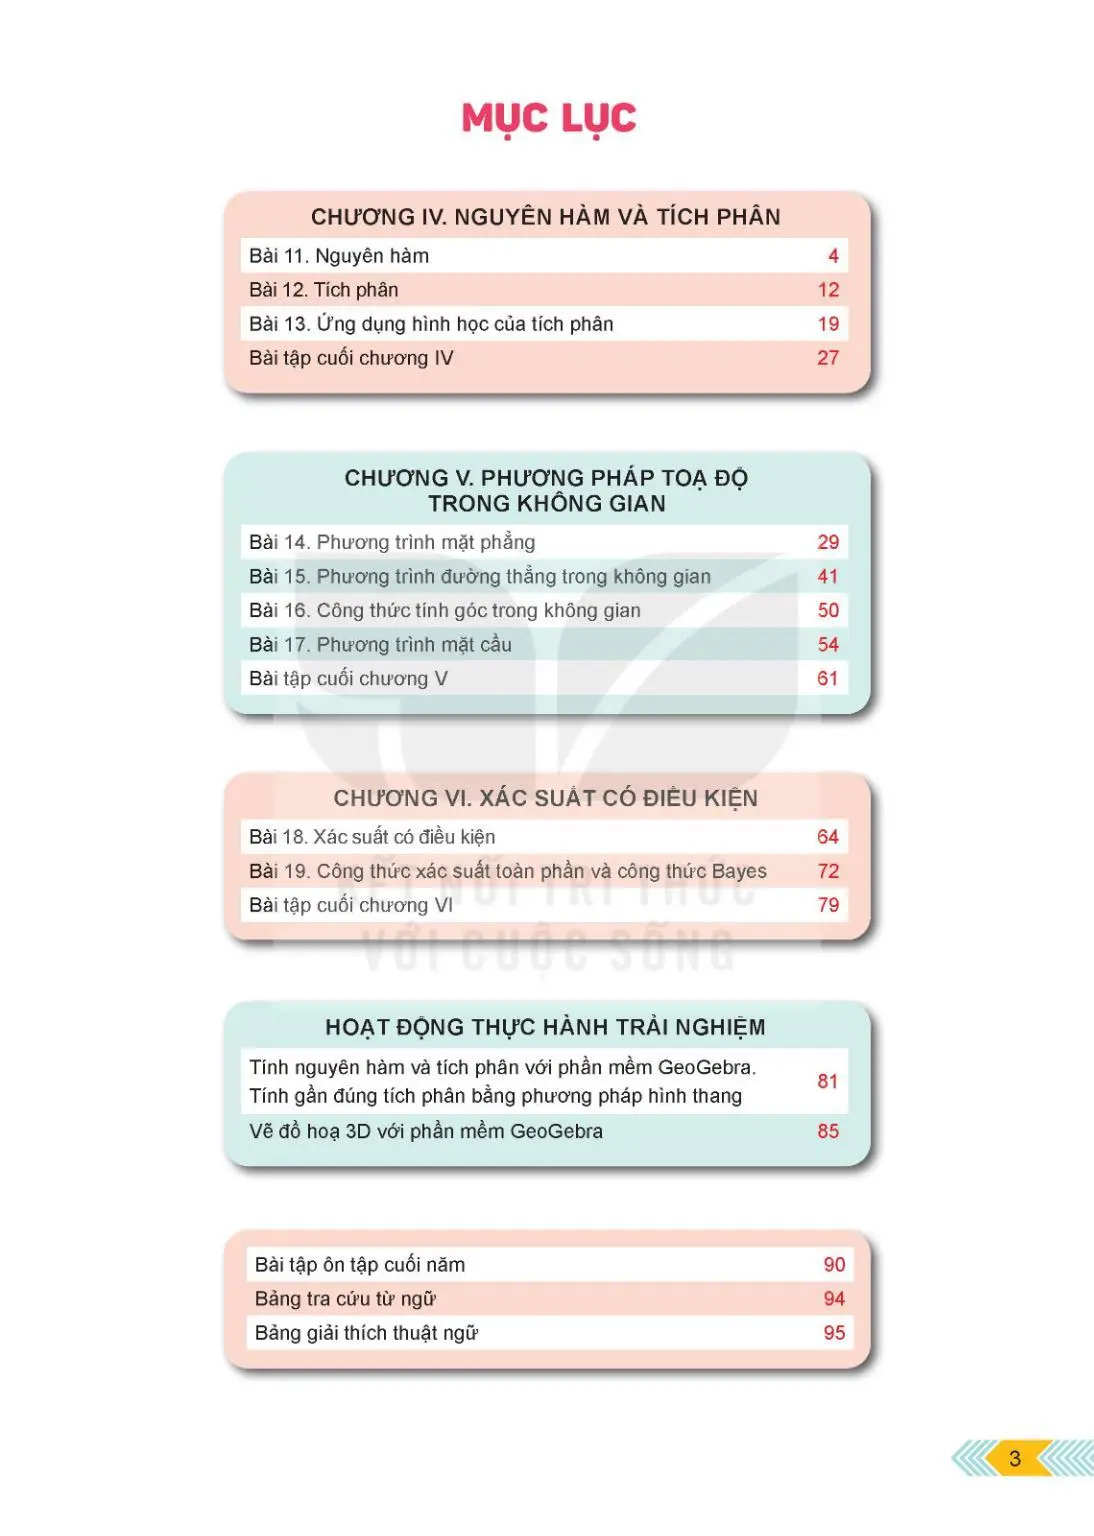 MỤC LỤC
CHƯƠNG IV. NGUYÊN HÀM VÀ TÍCH PHÂN
Bài 11. Nguyên hàm 4
Bài 12. Tích phân 12
Bài 13. Ứng dụng hình học của tích phân 19
Bài tập cuối chương IV 27
CHƯƠNG V. PHƯƠNG PHÁP TOẠ ĐỘ
TRONG KHÔNG GIAN
Bài 14. Phương trình mặt phẳng 29
Bài 15. Phương trình đường thẳng trong không gian 41
Bài 16. Công thức tính góc trong không gian 50
Bài 17. Phương trình mặt cầu 54
Bài tập cuối chương V 61
CHƯƠNG VI. XÁC SUẤT CÓ ĐIỀU KIỆN
Bài 18. Xác suất có điều kiện 64
Bài 19. Công thức xác suất toàn phần và công thức Bayes 72
Bài tập cuối chương VI 79
KẾT NỐI TRI THỨC
VỚI CUỘC SỐNG
HOẠT ĐỘNG THỰC HÀNH TRẢI NGHIỆM
Tính nguyên hàm và tích phân với phần mềm GeoGebra.
Tính gần đúng tích phân bằng phương pháp hình thang 81
Vẽ đồ hoạ 3D với phần mềm GeoGebra 85
Bài tập ôn tập cuối năm 90
Bảng tra cứu từ ngữ 94
Bảng giải thích thuật ngữ 95
3